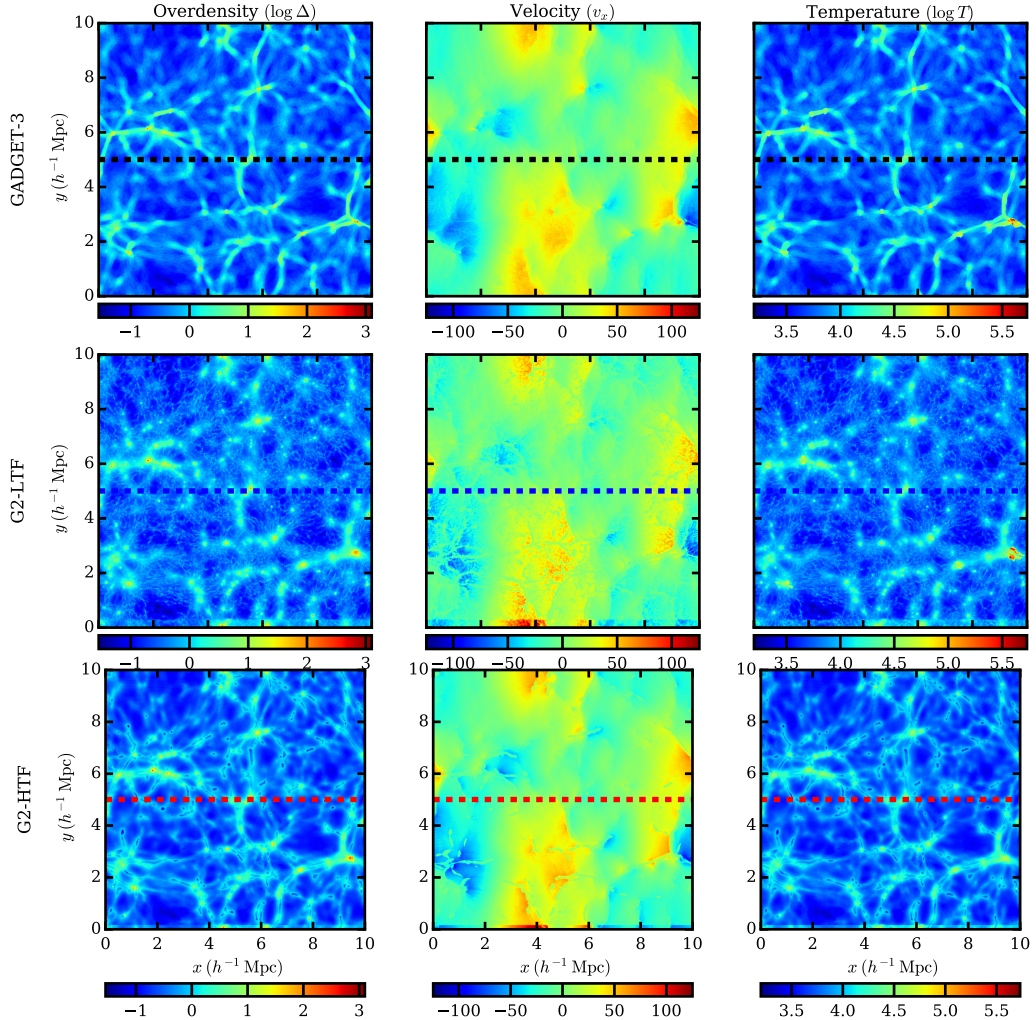 Overdensity (log Δ) Velocity (vₓ) Temperature (log T)
GADGET-3
y (h⁻¹ Mpc)
10
8
6
4
2
0
−1 0 1 2 3
−100 −50 0 50 100
3.5 4.0 4.5 5.0 5.5
G2-LTF
y (h⁻¹ Mpc)
10
8
6
4
2
0
−1 0 1 2 3
−100 −50 0 50 100
3.5 4.0 4.5 5.0 5.5
G2-HTF
y (h⁻¹ Mpc)
10
8
6
4
2
0
0 2 4 6 8 10
0 2 4 6 8 10
0 2 4 6 8 10
x (h⁻¹ Mpc) x (h⁻¹ Mpc) x (h⁻¹ Mpc)
−1 0 1 2 3
−100 −50 0 50 100
3.5 4.0 4.5 5.0 5.5